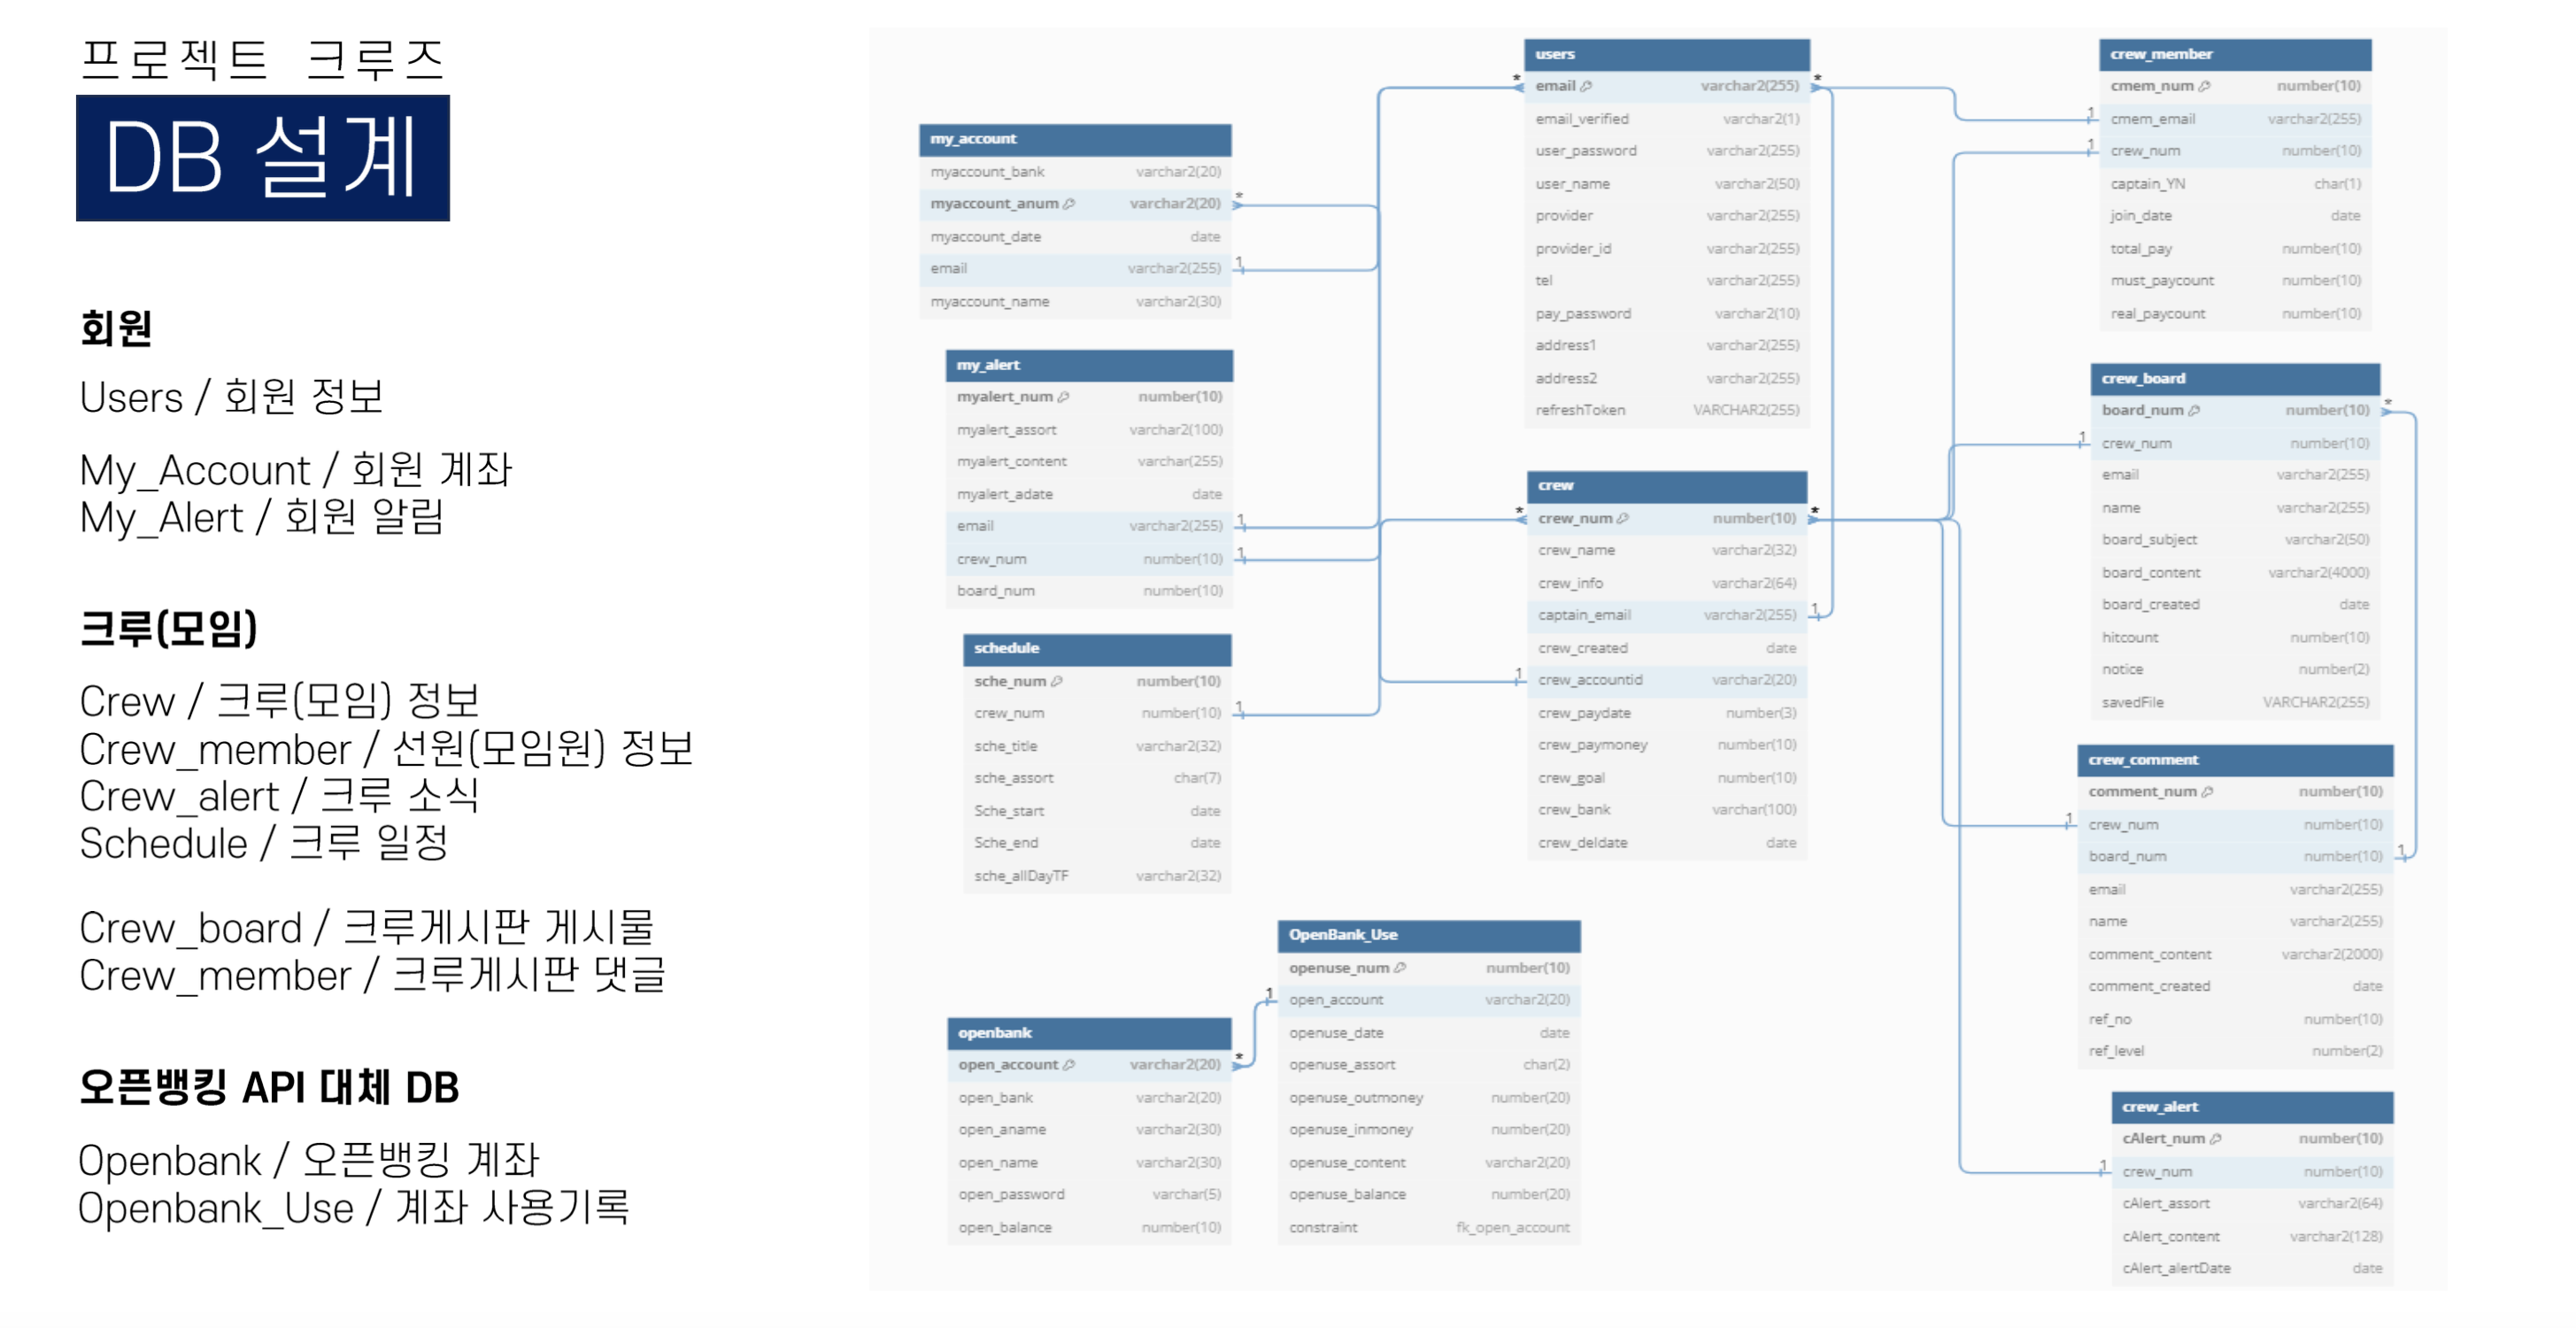 프로젝트 크루즈
DB 설계
회원
Users / 회원 정보
My_Account / 회원 계좌
My_Alert / 회원 알림
크루(모임)
Crew / 크루(모임) 정보
Crew_member / 선원(모임원) 정보
Crew_alert / 크루 소식
Schedule / 크루 일정
Crew_board / 크루게시판 게시물
Crew_member / 크루게시판 댓글
오픈뱅킹 API 대체 DB
Openbank / 오픈뱅킹 계좌
Openbank_Use / 계좌 사용기록
my_account
myaccount_bank varchar2(20)
myaccount_anum varchar2(20) *
myaccount_date date
email varchar2(255) 1
myaccount_name varchar2(30)
my_alert
myalert_num number(10)
myalert_assort varchar2(100)
myalert_content varchar(255)
myalert_adate date
email varchar2(255) 1
crew_num number(10) 1
board_num number(10)
schedule
sche_num number(10)
crew_num number(10) 1
sche_title varchar2(32)
sche_assort char(7)
Sche_start date
Sche_end date
sche_allDayTF varchar2(32)
openbank
open_account varchar2(20) *
open_bank varchar2(20)
open_aname varchar2(30)
open_name varchar2(30)
open_password varchar(5)
open_balance number(10)
OpenBank_Use
openuse_num number(10)
1 open_account varchar2(20)
openuse_date date
openuse_assort char(2)
openuse_outmoney number(20)
openuse_inmoney number(20)
openuse_content varchar2(20)
openuse_balance number(20)
constraint fk_open_account
users
* email varchar2(255) *
email_verified varchar2(1)
user_password varchar2(255)
user_name varchar2(50)
provider varchar2(255)
provider_id varchar2(255)
tel varchar2(255)
pay_password varchar2(10)
address1 varchar2(255)
address2 varchar2(255)
refreshToken VARCHAR2(255)
crew
* crew_num number(10) *
crew_name varchar2(32)
crew_info varchar2(64)
captain_email varchar2(255) 1
crew_created date
1 crew_accountid varchar2(20)
crew_paydate number(3)
crew_paymoney number(10)
crew_goal number(10)
crew_bank varchar(100)
crew_deldate date
crew_member
cmem_num number(10)
1 cmem_email varchar2(255)
1 crew_num number(10)
captain_YN char(1)
join_date date
total_pay number(10)
must_paycount number(10)
real_paycount number(10)
crew_board
board_num number(10) *
1 crew_num number(10)
email varchar2(255)
name varchar2(255)
board_subject varchar2(50)
board_content varchar2(4000)
board_created date
hitcount number(10)
notice number(2)
savedFile VARCHAR2(255)
crew_comment
comment_num number(10)
1 crew_num number(10)
board_num number(10) 1
email varchar2(255)
name varchar2(255)
comment_content varchar2(2000)
comment_created date
ref_no number(10)
ref_level number(2)
crew_alert
cAlert_num number(10)
1 crew_num number(10)
cAlert_assort varchar2(64)
cAlert_content varchar2(128)
cAlert_alertDate date